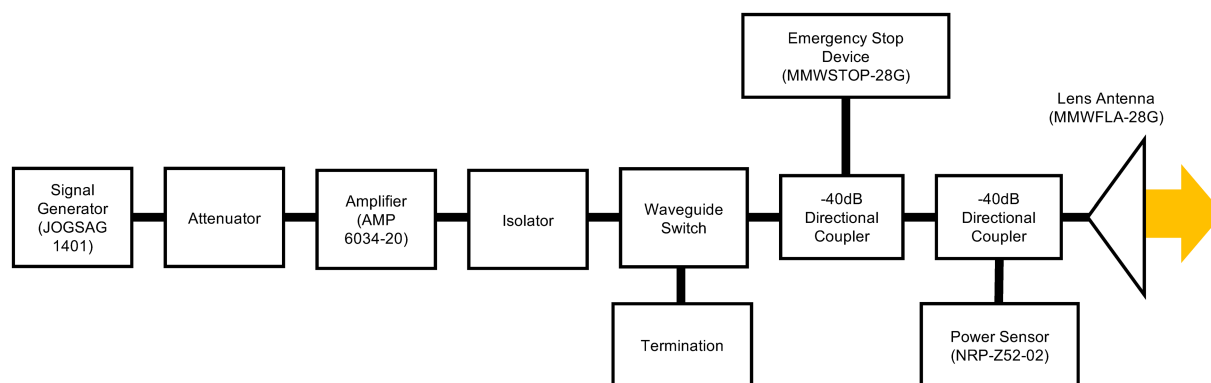 Emergency Stop
Device
(MMWSTOP-28G)
Lens Antenna
(MMWFLA-28G)
Signal
Generator
(JOGSAG
1401)
Attenuator
Amplifier
(AMP
6034-20)
Isolator
Waveguide
Switch
-40dB
Directional
Coupler
-40dB
Directional
Coupler
Termination
Power Sensor
(NRP-Z52-02)